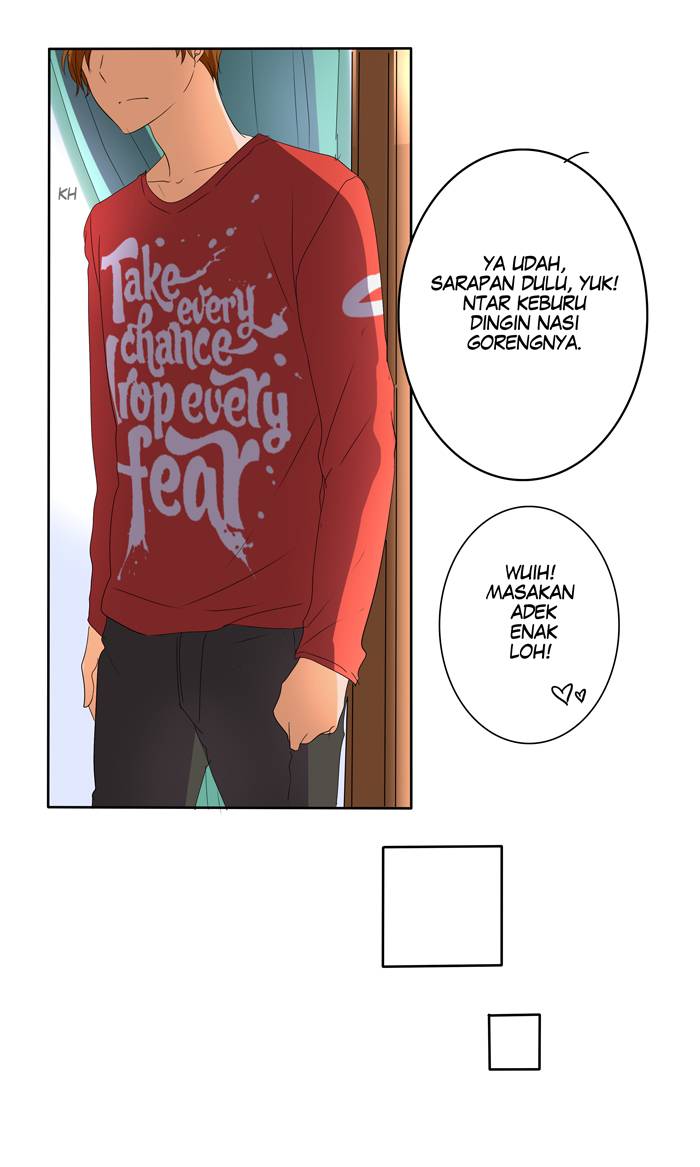 KH
Take
every
chance
rop every
fear
YA UDAH,
SARAPAN DULU, YUK!
NTAR KEBURU
DINGIN NASI
GORENGNYA.
WUIH!
MASAKAN
ADEK
ENAK
LOH!